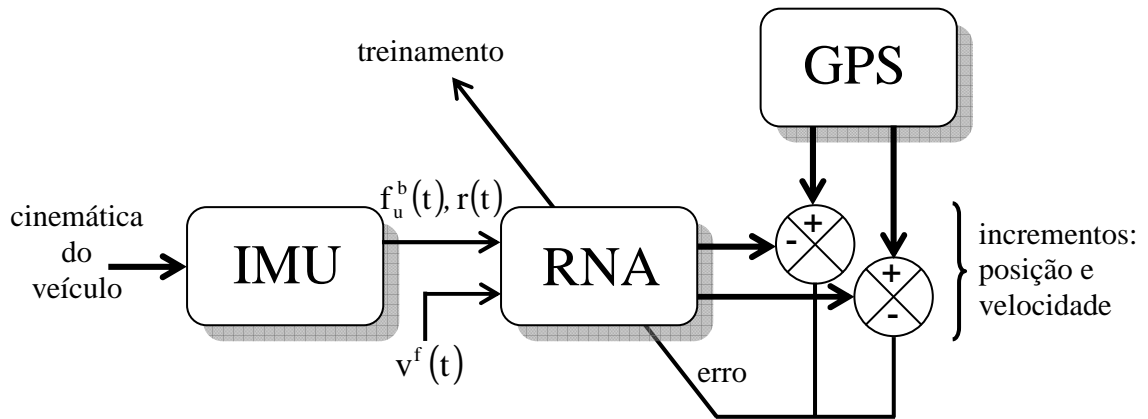 treinamento
GPS
cinemática
do
veículo
IMU
f_u^b(t), r(t)
v^f(t)
RNA
+
-
+
-
incrementos:
posição e
velocidade
erro